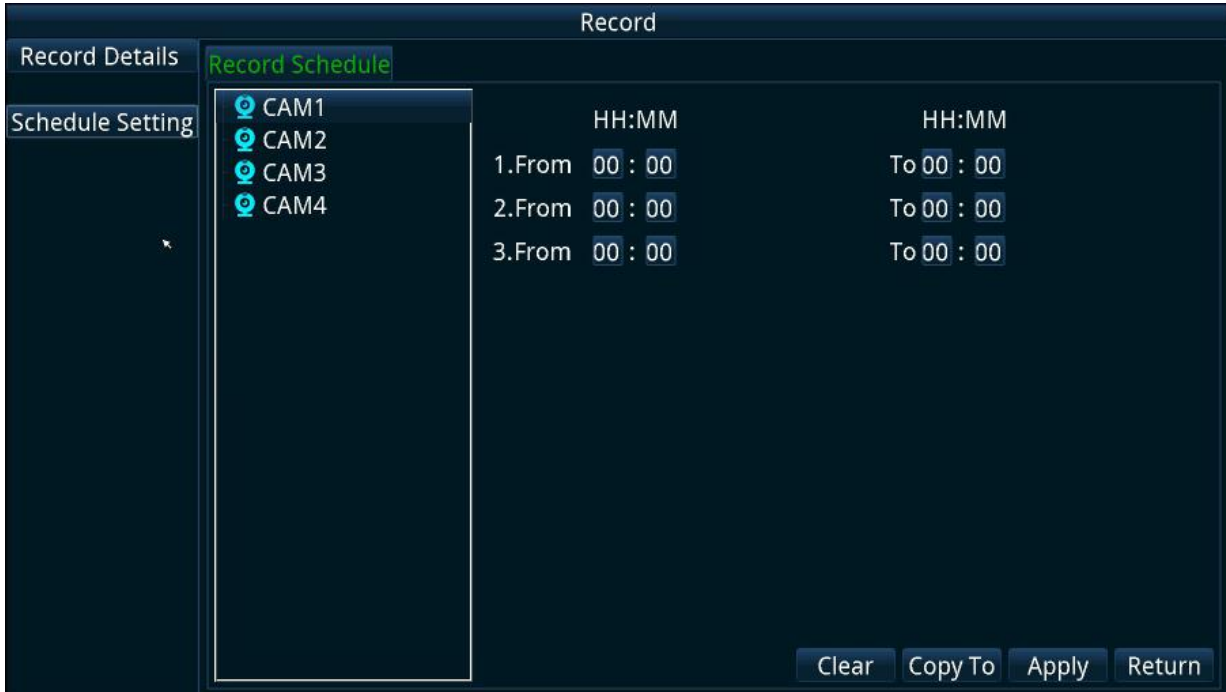 Record
Record Details
Record Schedule
Schedule Setting
CAM1
CAM2
CAM3
CAM4
HH:MM HH:MM
1.From 00 : 00 To 00 : 00
2.From 00 : 00 To 00 : 00
3.From 00 : 00 To 00 : 00
Clear Copy To Apply Return